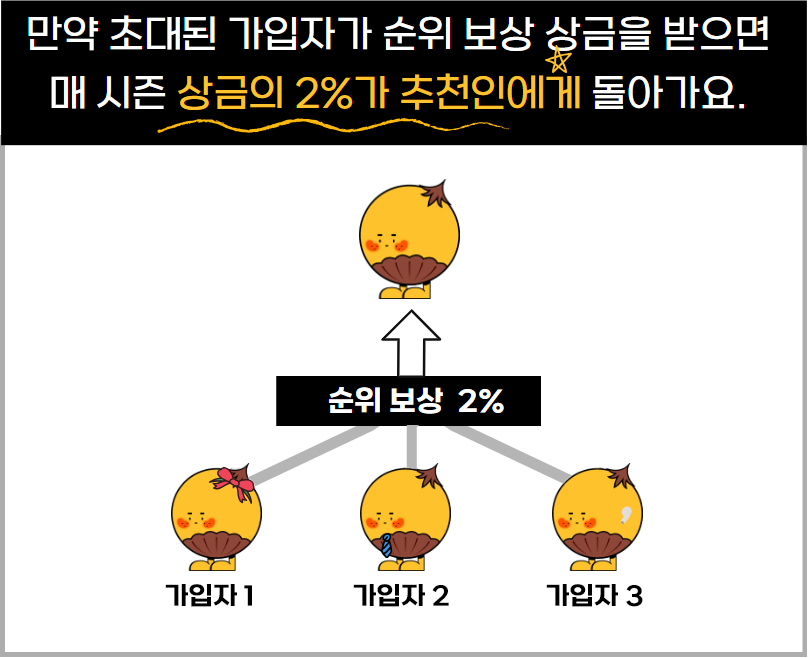 만약 초대된 가입자가 순위 보상 상금을 받으면
매 시즌 상금의 2%가 추천인에게 돌아가요.
순위 보상 2%
가입자 1
가입자 2
가입자 3